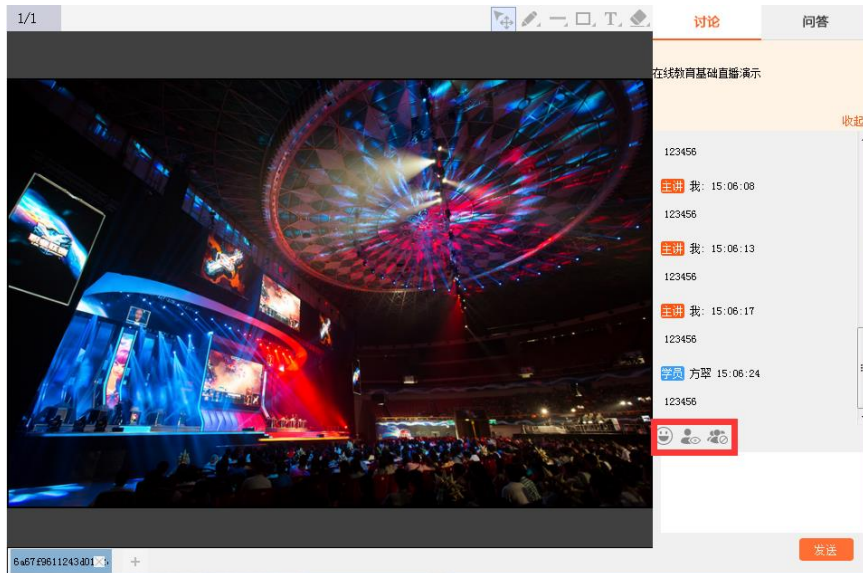 1/1
T
讨论
问答
在线教育基础直播演示
收起
123456
主讲 我: 15:06:08
123456
主讲 我: 15:06:13
123456
主讲 我: 15:06:17
123456
学员 方翠 15:06:24
123456
发送
6a67f9611243d01